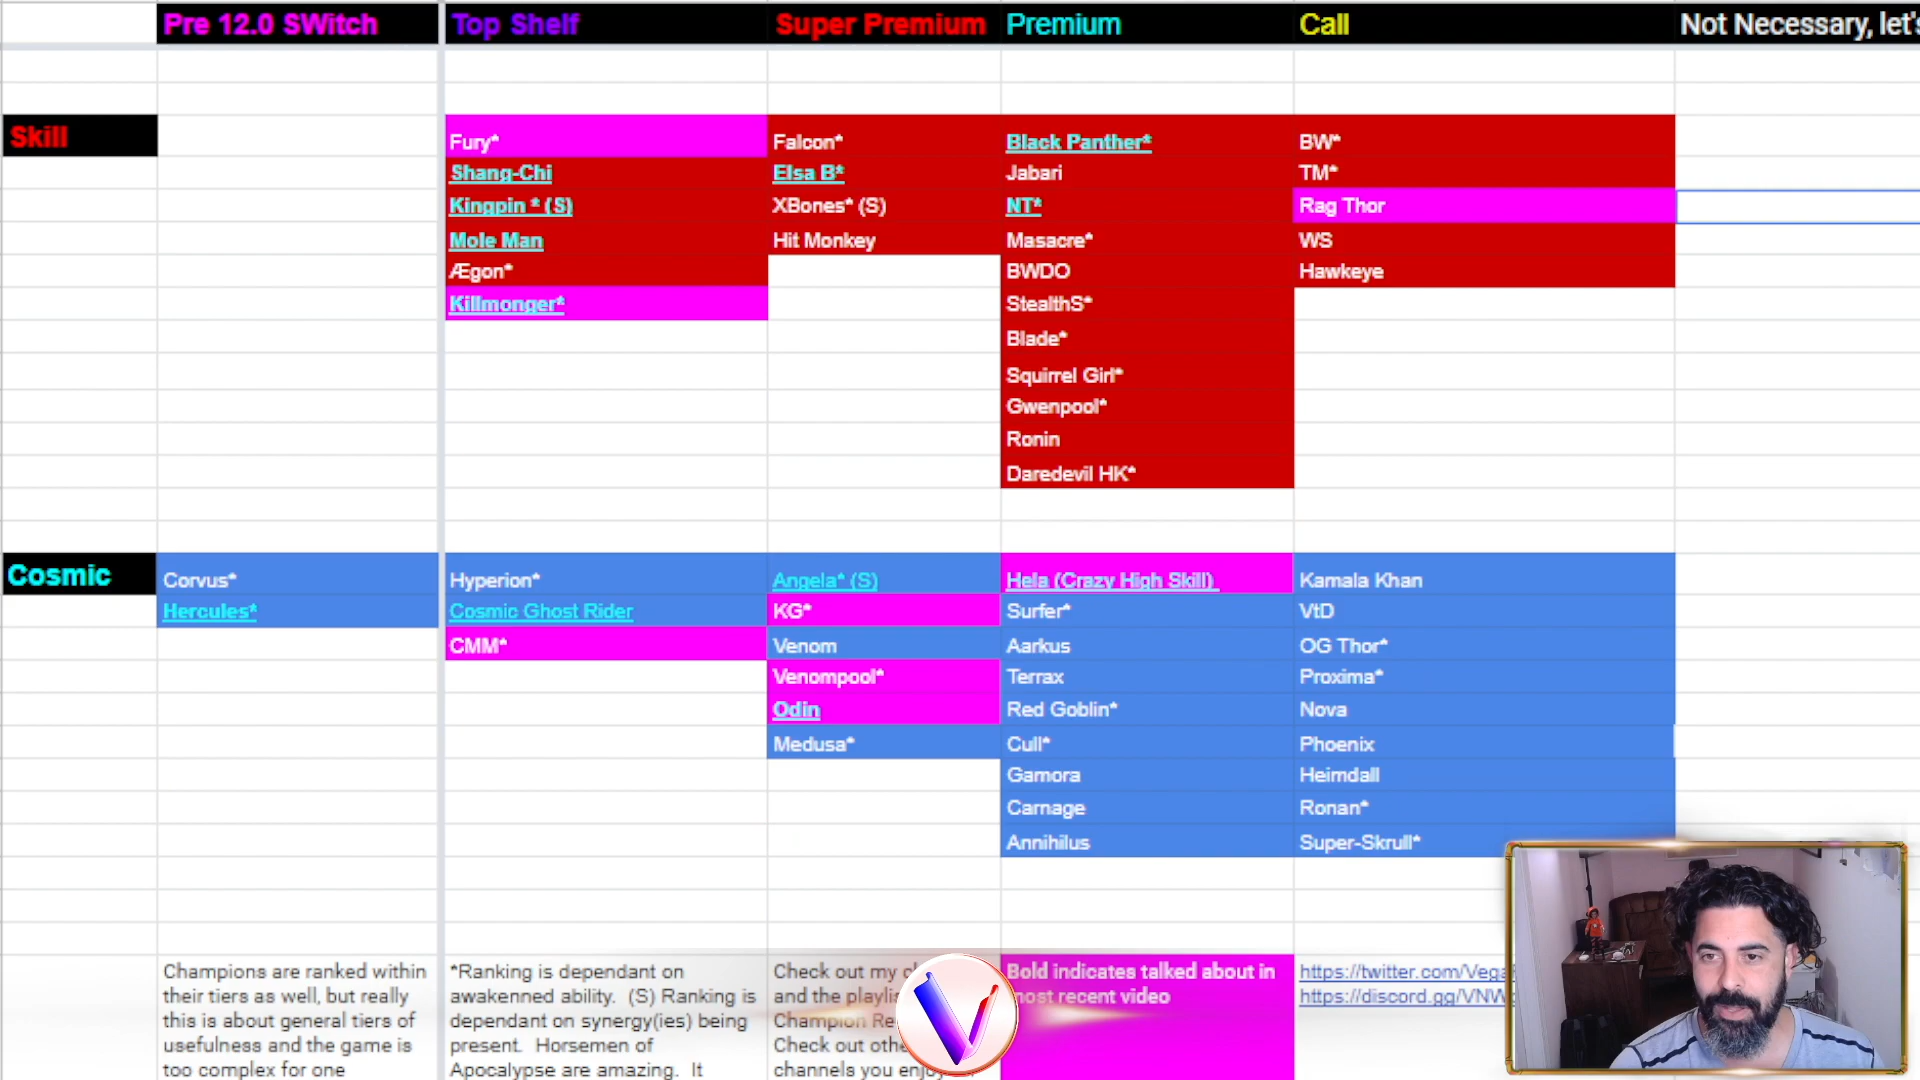 Pre 12.0 SWitch Top Shelf Super Premium Premium Call Not Necessary, let's
Skill
Fury* Falcon* Black Panther* BW*
Shang-Chi Elsa B* Jabari TM*
Kingpin * (S) XBones* (S) NT* Rag Thor
Mole Man Hit Monkey Masacre* WS
Ægon* BWDO Hawkeye
Killmonger* StealthS*
Blade*
Squirrel Girl*
Gwenpool*
Ronin
Daredevil HK*
Cosmic Corvus* Hyperion* Angela* (S) Hela (Crazy High Skill) Kamala Khan
Hercules* Cosmic Ghost Rider KG* Surfer* VtD
CMM* Venom Aarkus OG Thor*
Venompool* Terrax Proxima*
Odin Red Goblin* Nova
Medusa* Cull* Phoenix
Gamora Heimdall
Carnage Ronan*
Annihilus Super-Skrull*
Champions are ranked within
their tiers as well, but really
this is about general tiers of
usefulness and the game is
too complex for one
*Ranking is dependant on
awakenned ability. (S) Ranking is
dependant on synergy(ies) being
present. Horsemen of
Apocalypse are amazing. It
Check out my
and the
Champion
Check out
channels you
Bold indicates talked about in
most recent video
https://twitter.com/Vega
https://discord.gg/VNW